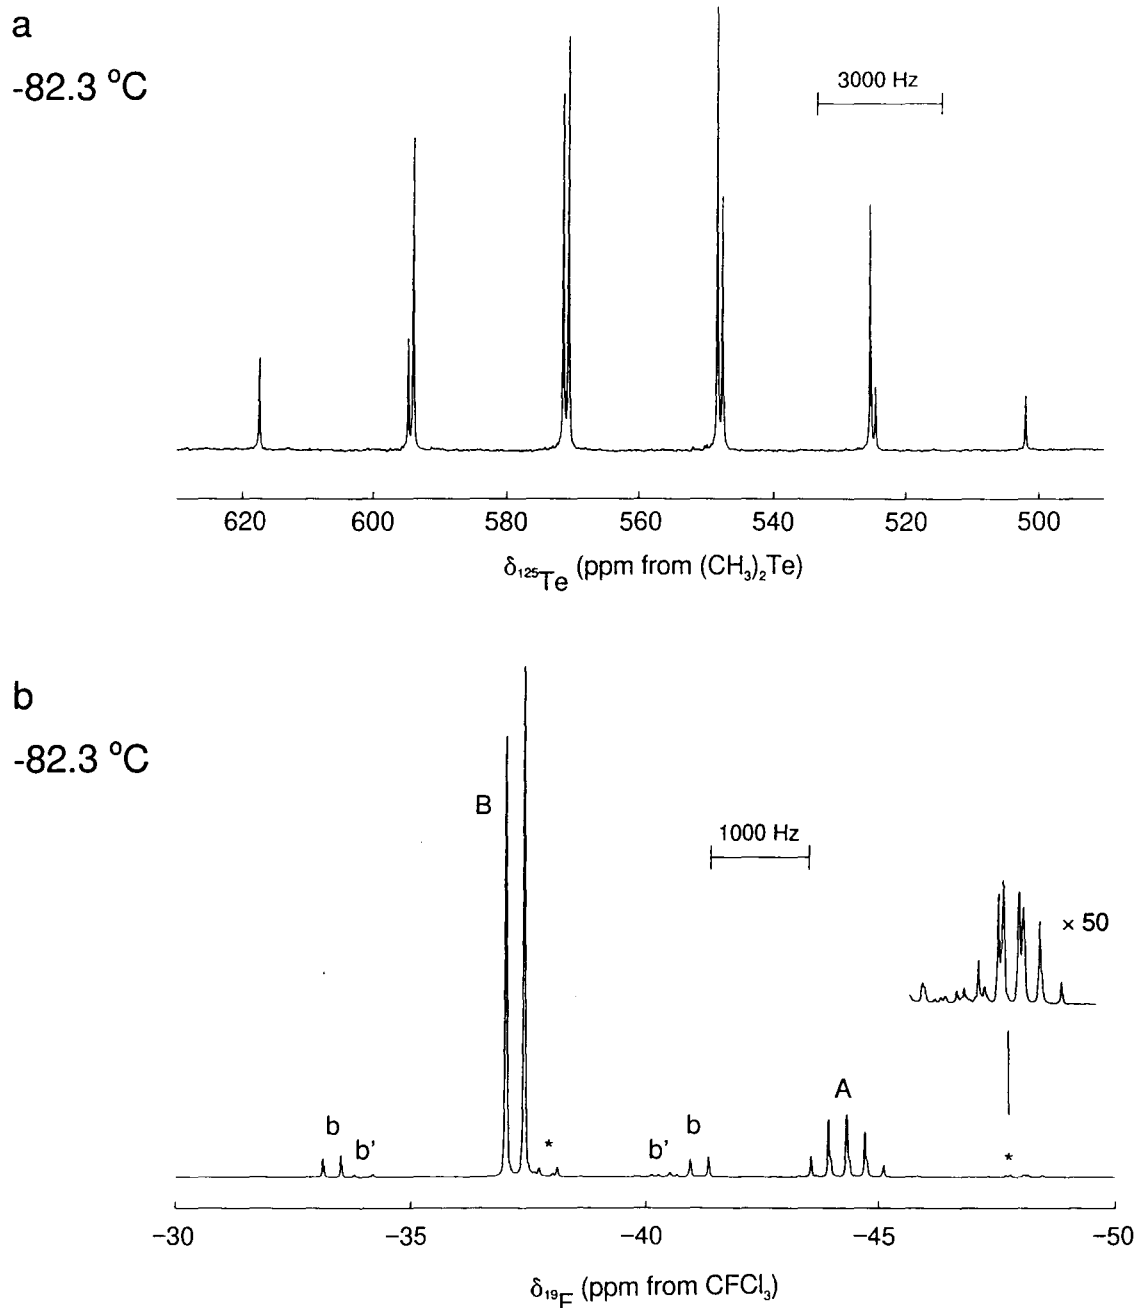 a
-82.3 °C
3000 Hz
620 600 580 560 540 520 500
δ₁₂₅Te (ppm from (CH₃)₂Te)
b
-82.3 °C
B
1000 Hz
× 50
A
b
b'
*
b'
b
*
−30 −35 −40 −45 −50
δ₁₉F (ppm from CFCl₃)